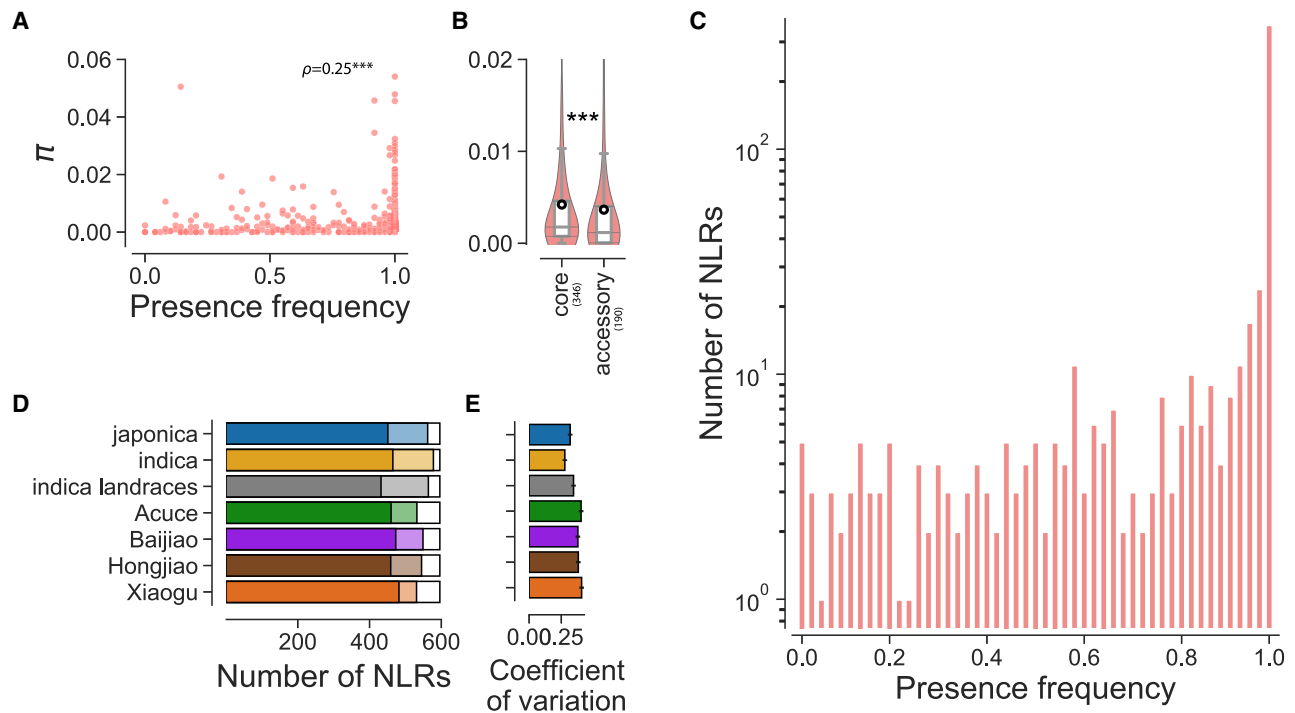 A
0.06
0.04
0.02
0.00
π
ρ=0.25***
0.0 0.5 1.0
Presence frequency
B
0.02
0.01
0.00
***
core
(346)
accessory
(190)
C
Number of NLRs
10²
10¹
10⁰
0.0 0.2 0.4 0.6 0.8 1.0
Presence frequency
D
japonica
indica
indica landraces
Acuce
Baijiao
Hongjiao
Xiaogu
200 400 600
Number of NLRs
E
0.00.25
Coefficient
of variation